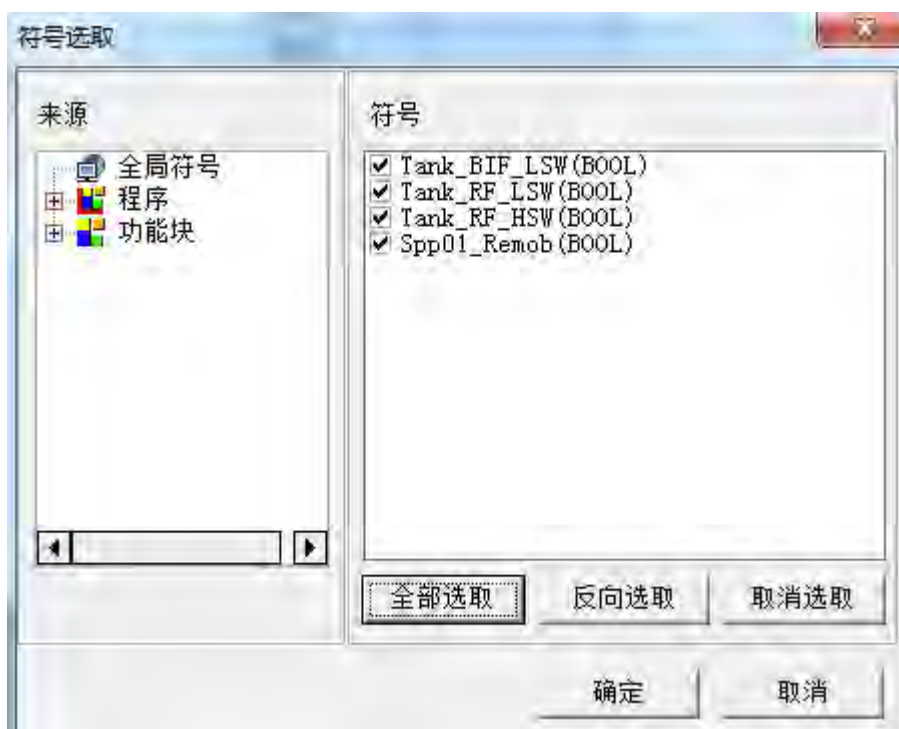 符号选取
来源
全局符号
程序
功能块
符号
Tank_BIF_LSW(BOOL)
Tank_RF_LSW(BOOL)
Tank_RF_HSW(BOOL)
Spp01_Remob(BOOL)
全部选取
反向选取
取消选取
确定
取消